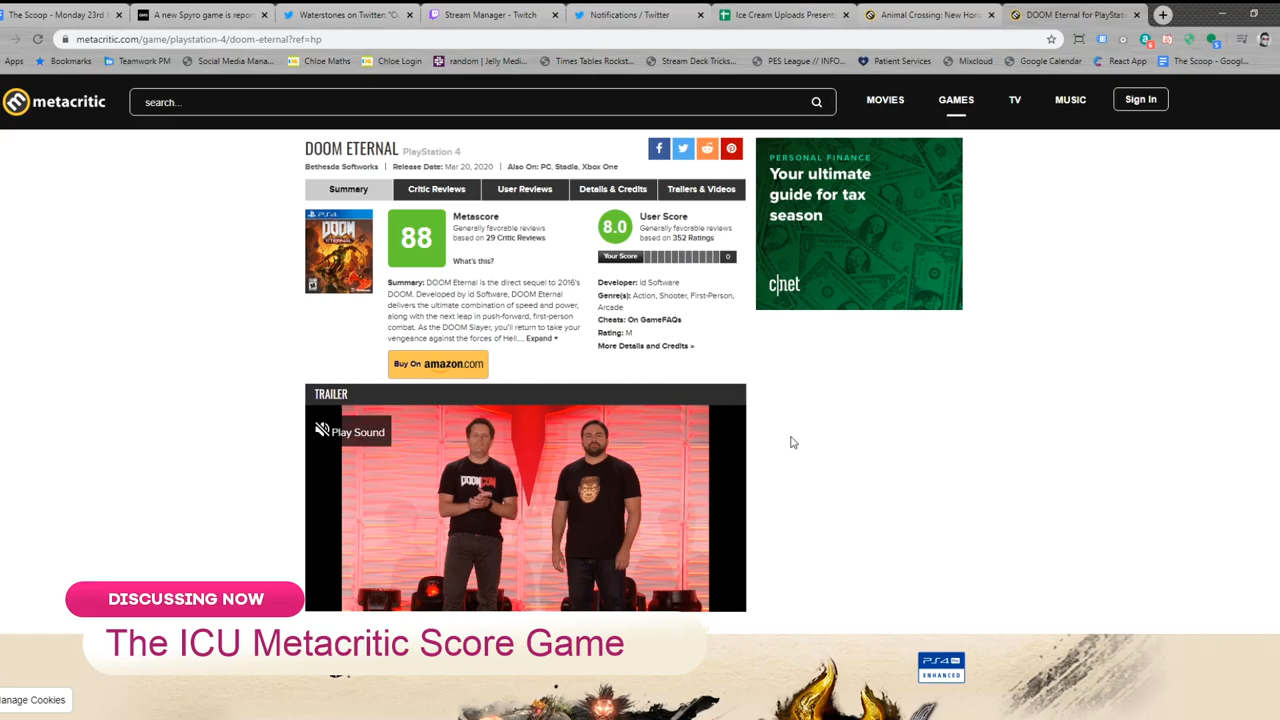 The Scoop - Monday 23rd
A new Spyro game is report
Waterstones on Twitter: "O
Stream Manager - Twitch
Notifications / Twitter
Ice Cream Uploads Present
Animal Crossing: New Hori
DOOM Eternal for PlayStati
metacritic.com/game/playstation-4/doom-eternal?ref=hp
Apps
Bookmarks
Teamwork PM
Social Media Mana...
Chloe Maths
Chloe Login
random | Jelly Medi...
Times Tables Rockst...
Stream Deck Tricks...
PES League // INFO...
Patient Services
Mixcloud
Google Calendar
React App
The Scoop - Googl...
metacritic
search...
MOVIES
GAMES
TV
MUSIC
Sign In
DOOM ETERNAL PlayStation 4
Bethesda Softworks | Release Date: Mar 20, 2020 | Also On: PC, Stadia, Xbox One
Summary
Critic Reviews
User Reviews
Details & Credits
Trailers & Videos
PS4
DOOM
ETERNAL
88
Metascore
Generally favorable reviews
based on 29 Critic Reviews
What's this?
8.0
User Score
Generally favorable reviews
based on 352 Ratings
Your Score
0
Summary: DOOM Eternal is the direct sequel to 2016's
DOOM. Developed by id Software, DOOM Eternal
delivers the ultimate combination of speed and power,
along with the next leap in push-forward, first-person
combat. As the DOOM Slayer, you'll return to take your
vengeance against the forces of Hell.... Expand
Developer: id Software
Genre(s): Action, Shooter, First-Person,
Arcade
Cheats: On GameFAQs
Rating: M
More Details and Credits »
Buy On amazon.com
PERSONAL FINANCE
Your ultimate
guide for tax
season
c|net
TRAILER
Play Sound
DOOMCON
DISCUSSING NOW
The ICU Metacritic Score Game
PS4 Pro
ENHANCED
anage Cookies